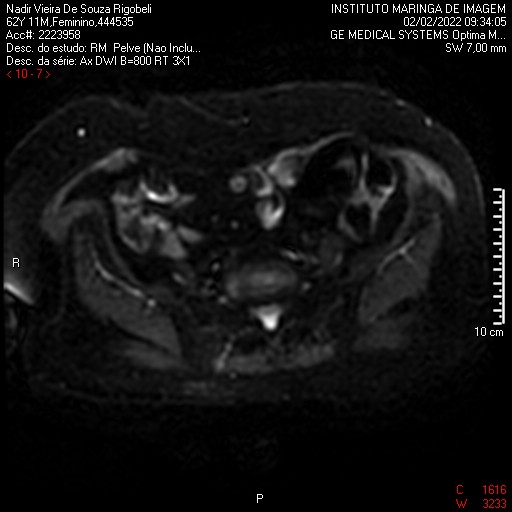 Nadir Vieira De Souza Rigobeli
62Y 11M,Feminino,444535
Acc#: 2223958
Desc. do estudo: RM  Pelve (Nao Inclu...
Desc. da série: Ax DWI B=800 RT 3X1
< 10 - 7 >
INSTITUTO MARINGA DE IMAGEM
02/02/2022 09:34:05
GE MEDICAL SYSTEMS Optima M...
SW 7,00 mm
R
10 cm
P
C 1616
W 3233